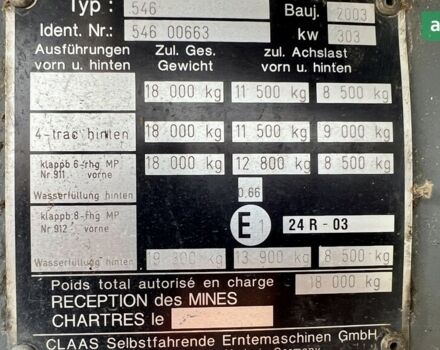 Typ : 546 Bauj. 2003
Ident. Nr.: 546 00663 kw 303
Ausführungen Zul. Ges. zul. Achslast
vorn u. hinten Gewicht vorn u. hinten
18 000 kg 11 500 kg 8 500 kg
4-trac hinten 18 000 kg 11 500 kg 9 000 kg
klappb 6-fhg MP 18 000 kg 12 800 kg 8 500 kg
Nr.911 vorne
Wasserfüllung hinten 0.66
klappb 8-fhg MP E 1 24 R - 03
Nr.912 vorne
Wasserfüllung hinten 13 900 kg 8 500 kg
Poids total autorisé en charge 18 000 kg
RECEPTION des MINES
CHARTRES le
CLAAS Selbstfahrende Erntemaschinen GmbH
Germany
a